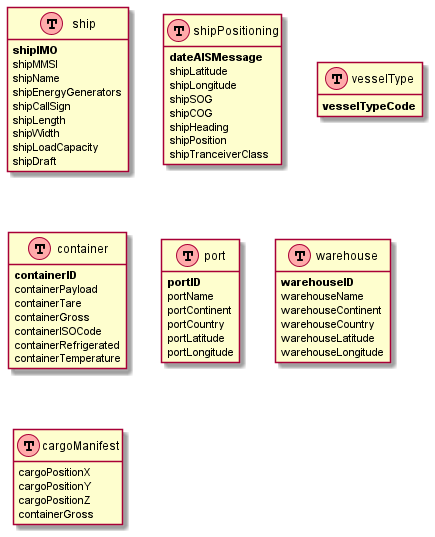 T ship
shipIMO
shipMMSI
shipName
shipEnergyGenerators
shipCallSign
shipLength
shipWidth
shipLoadCapacity
shipDraft
T shipPositioning
dateAISMessage
shipLatitude
shipLongitude
shipSOG
shipCOG
shipHeading
shipPosition
shipTranceiverClass
T vesselType
vesselTypeCode
T container
containerID
containerPayload
containerTare
containerGross
containerISOCode
containerRefrigerated
containerTemperature
T port
portID
portName
portContinent
portCountry
portLatitude
portLongitude
T warehouse
warehouseID
warehouseName
warehouseContinent
warehouseCountry
warehouseLatitude
warehouseLongitude
T cargoManifest
cargoPositionX
cargoPositionY
cargoPositionZ
containerGross